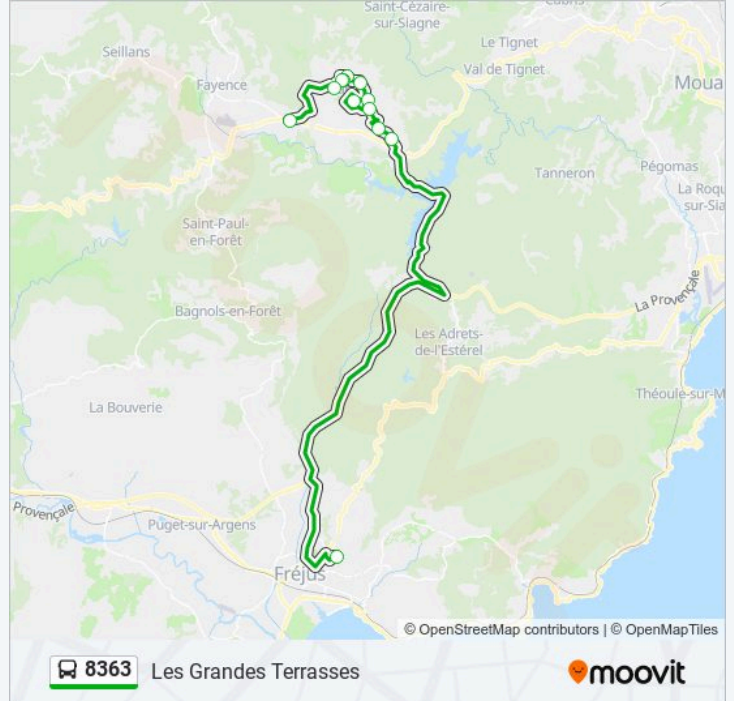 Saint-Cézaire-
sur-Siagne
Le Tignet
Seillans
Val de Tignet
Fayence
Moua
Tanneron
Pégomas
La Roqu
sur-Sia
Saint-Paul-
en-Forêt
La Provençale
Bagnols-en-Forêt
Les Adrets-
de-l'Estérel
Théoule-sur-M
La Bouverie
Provençale
Puget-sur-Argens
Fréjus
© OpenStreetMap contributors | © OpenMapTiles
8363 Les Grandes Terrasses
moovit